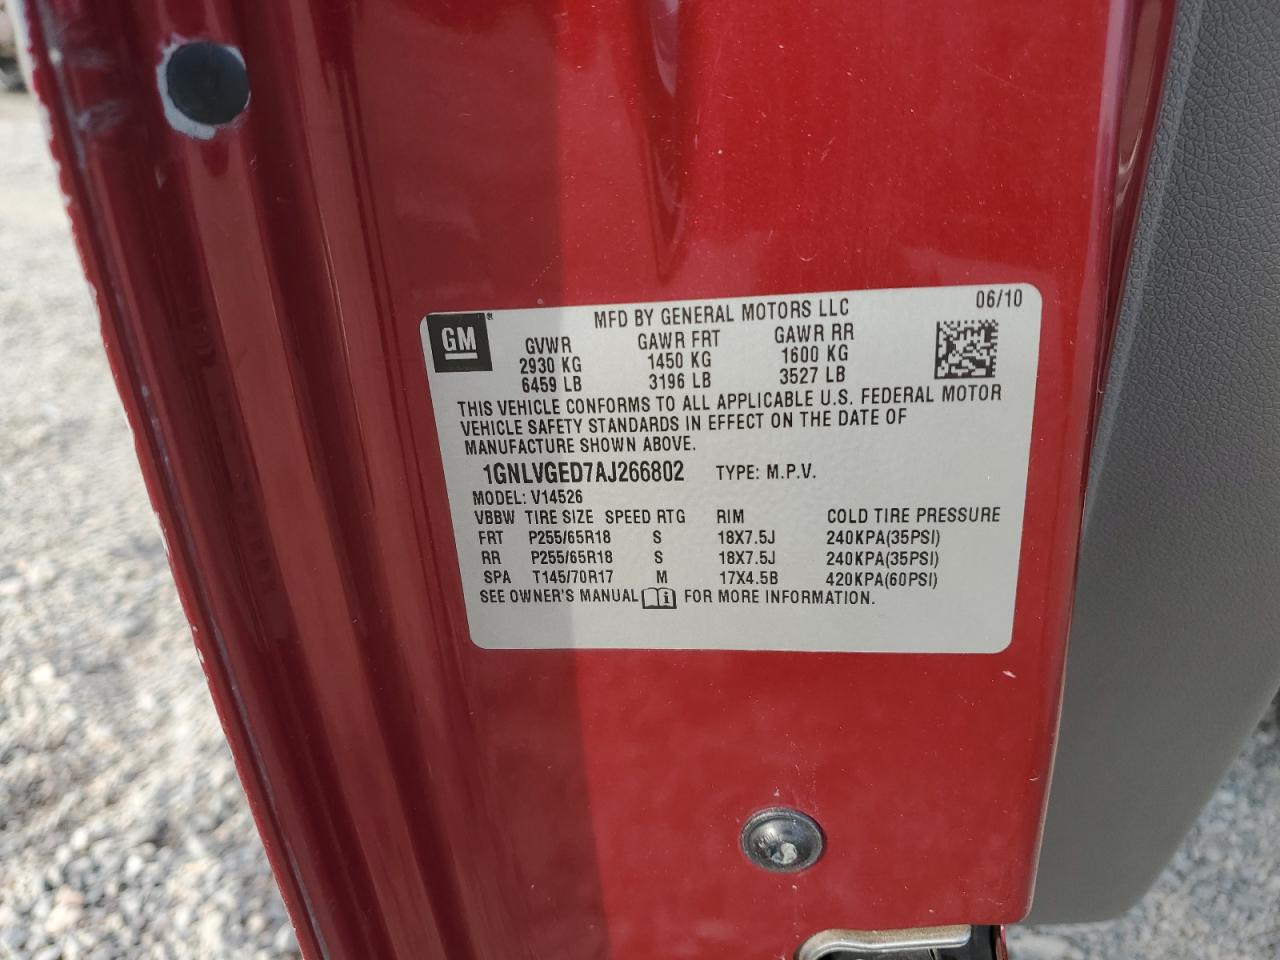 06/10
MFD BY GENERAL MOTORS LLC
GM®
GVWR GAWR FRT GAWR RR
2930 KG 1450 KG 1600 KG
6459 LB 3196 LB 3527 LB
THIS VEHICLE CONFORMS TO ALL APPLICABLE U.S. FEDERAL MOTOR
VEHICLE SAFETY STANDARDS IN EFFECT ON THE DATE OF
MANUFACTURE SHOWN ABOVE.
1GNLVGED7AJ266802 TYPE: M.P.V.
MODEL: V14526
VBBW TIRE SIZE SPEED RTG RIM COLD TIRE PRESSURE
FRT P255/65R18 S 18X7.5J 240KPA(35PSI)
RR P255/65R18 S 18X7.5J 240KPA(35PSI)
SPA T145/70R17 M 17X4.5B 420KPA(60PSI)
SEE OWNER'S MANUAL i FOR MORE INFORMATION.